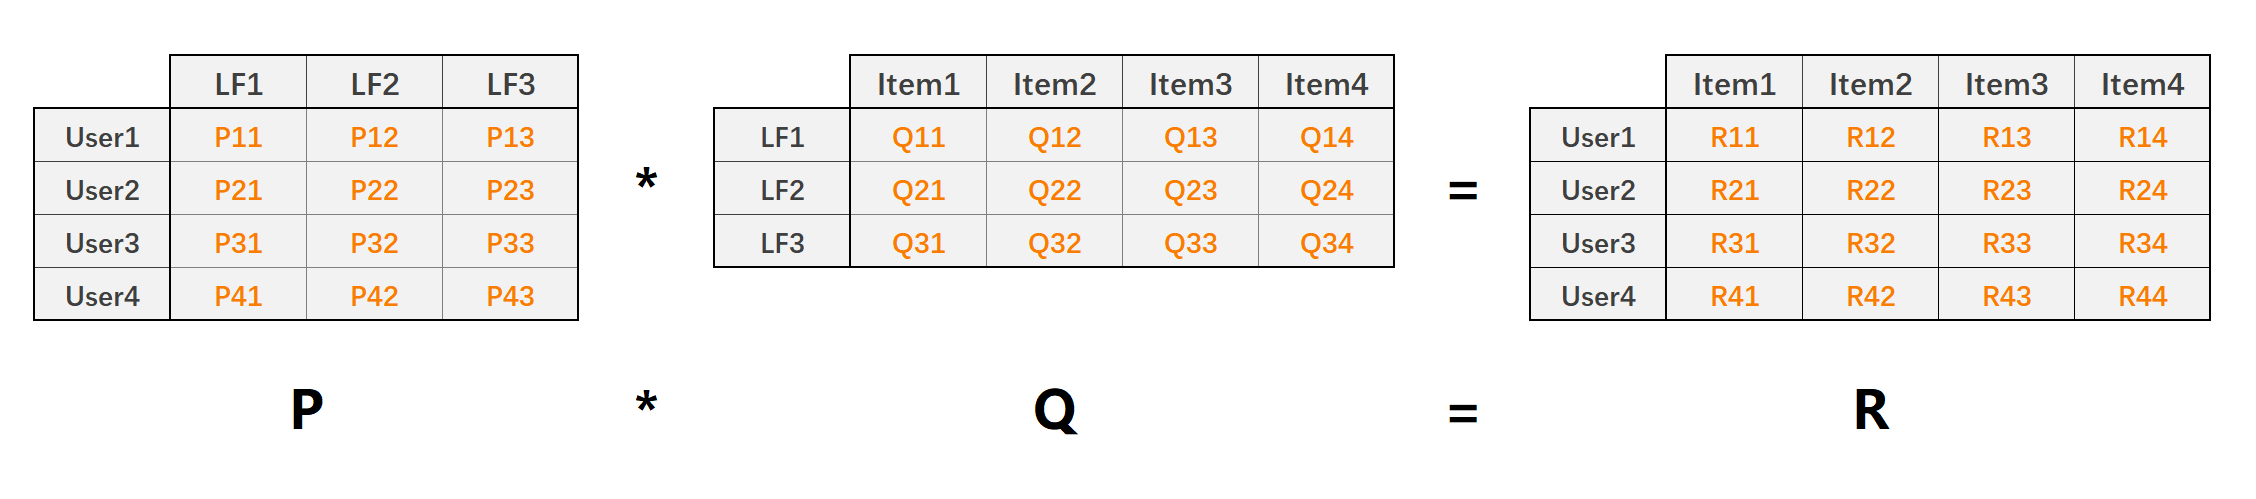 LF1 LF2 LF3 Item1 Item2 Item3 Item4 Item1 Item2 Item3 Item4
User1 P11 P12 P13 LF1 Q11 Q12 Q13 Q14 User1 R11 R12 R13 R14
User2 P21 P22 P23 * LF2 Q21 Q22 Q23 Q24 = User2 R21 R22 R23 R24
User3 P31 P32 P33 LF3 Q31 Q32 Q33 Q34 User3 R31 R32 R33 R34
User4 P41 P42 P43 User4 R41 R42 R43 R44
P * Q = R